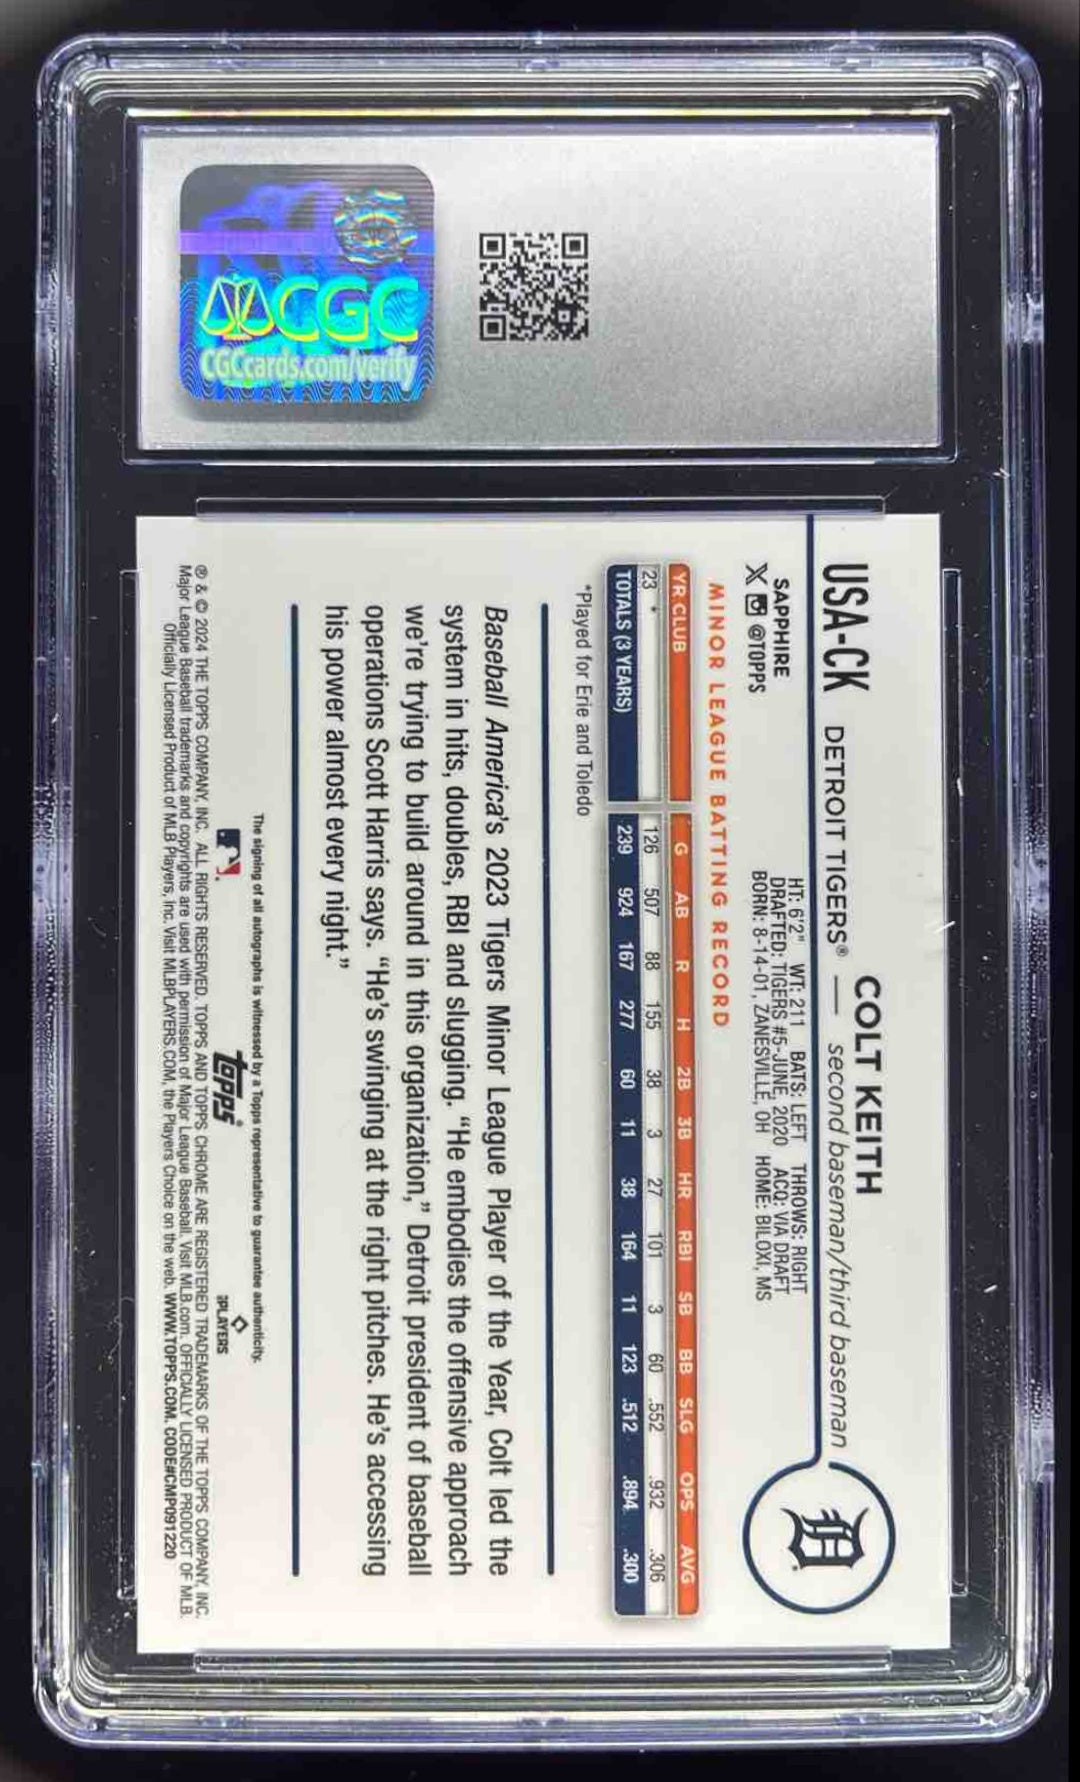 CGC
CGCcards.com/verify
USA-CK
DETROIT TIGERS® —
COLT KEITH
second baseman/third baseman
D
SAPPHIRE
X @TOPPS
HT: 6'2" WT: 211 BATS: LEFT THROWS: RIGHT
DRAFTED: TIGERS #5-JUNE, 2020 ACQ: VIA DRAFT
BORN: 8-14-01, ZANESVILLE, OH HOME: BILOXI, MS
MINOR LEAGUE BATTING RECORD
YR CLUB G AB R H 2B 3B HR RBI SB BB SLG OPS AVG
23 * 126 507 88 155 38 3 27 101 3 60 .552 .932 .306
TOTALS (3 YEARS) 239 924 167 277 60 11 38 164 11 123 .512 .894 .300
*Played for Erie and Toledo
Baseball America's 2023 Tigers Minor League Player of the Year, Colt led the
system in hits, doubles, RBI and slugging. “He embodies the offensive approach
we're trying to build around in this organization,” Detroit president of baseball
operations Scott Harris says. “He's swinging at the right pitches. He's accessing
his power almost every night.”
The signing of all autographs is witnessed by a Topps representative to guarantee authenticity.
topps®
PLAYERS
® & © 2024 THE TOPPS COMPANY, INC. ALL RIGHTS RESERVED. TOPPS AND TOPPS CHROME ARE REGISTERED TRADEMARKS OF THE TOPPS COMPANY, INC.
Major League Baseball trademarks and copyrights are used with permission of Major League Baseball. Visit MLB.com. OFFICIALLY LICENSED PRODUCT OF MLB
Officially Licensed Product of MLB Players, Inc. Visit MLBPLAYERS.COM, the Players Choice on the web. WWW.TOPPS.COM. CODE#CMP091220